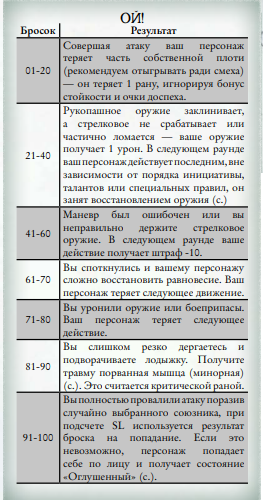 ОЙ!
Бросок Результат
01-20
Совершая атаку ваш персонаж
теряет часть собственной плоти
(рекомендуем отыгрывать ради смеха)
— он теряет 1 рану, игнорируя бонус
стойкости и очки доспеха.
21-40
Рукопашное оружие заклинивает,
а стрелковое не срабатывает или
частично ломается — ваше оружие
получает 1 урон. В следующем раунде
ваш персонаж действует последним, вне
зависимости от порядка инициативы,
талантов или специальных правил, он
занят восстановлением оружия (с.)
41-60
Маневр был ошибочен или вы
неправильно держите стрелковое
оружие. В следующем раунде ваше
действие получает штраф -10.
61-70
Вы споткнулись и вашему персонажу
сложно восстановить равновесие. Ваш
персонаж теряет следующее движение.
71-80
Вы уронили оружие или боеприпасы.
Ваш персонаж теряет следующее
действие.
81-90
Вы слишком резко дергаетесь и
подворачиваете лодыжку. Получите
травму порванная мышца (минорная)
(с.). Это считается критической раной.
91-100
Вы полностью провалили атаку поразив
случайно выбранного союзника, при
подсчете SL используется результат
броска на попадание. Если это
невозможно, персонаж попадает
себе по лицу и получает состояние
«Оглушенный» (с.).